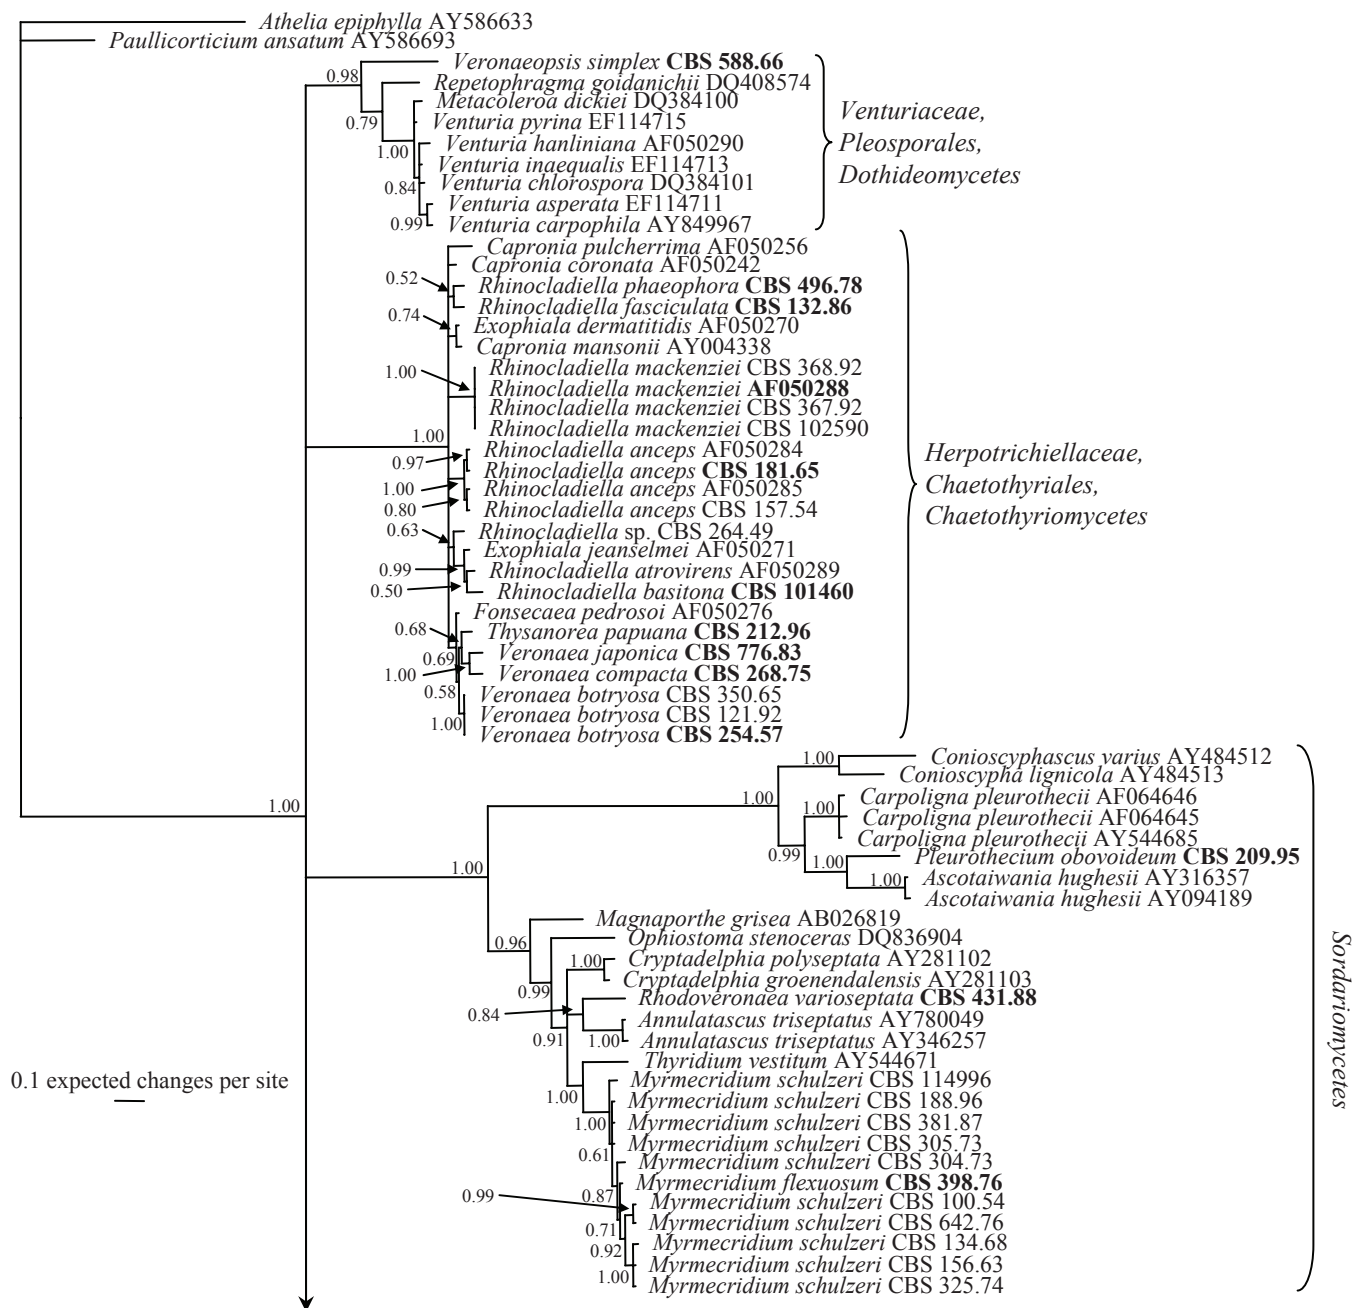 Athelia epiphylla AY586633
Paullicorticium ansatum AY586693
Veronaeopsis simplex CBS 588.66
0.98
Repetophragma goidanichii DQ408574
Metacoleroa dickiei DQ384100
Venturia pyrina EF114715
0.79
Venturia hanliniana AF050290
1.00
Venturia inaequalis EF114713
Venturia chlorospora DQ384101
0.84
Venturia asperata EF114711
Venturia carpophila AY849967
0.99
Venturiaceae,
Pleosporales,
Dothideomycetes
Capronia pulcherrima AF050256
Capronia coronata AF050242
0.52
Rhinocladiella phaeophora CBS 496.78
Rhinocladiella fasciculata CBS 132.86
0.74
Exophiala dermatitidis AF050270
Capronia mansonii AY004338
Rhinocladiella mackenziei CBS 368.92
1.00
Rhinocladiella mackenziei AF050288
Rhinocladiella mackenziei CBS 367.92
Rhinocladiella mackenziei CBS 102590
1.00
Rhinocladiella anceps AF050284
0.97
Rhinocladiella anceps CBS 181.65
1.00
Rhinocladiella anceps AF050285
0.80
Rhinocladiella anceps CBS 157.54
0.63
Rhinocladiella sp. CBS 264.49
Exophiala jeanselmei AF050271
0.99
Rhinocladiella atrovirens AF050289
0.50
Rhinocladiella basitona CBS 101460
Fonsecaea pedrosoi AF050276
0.68
Thysanorea papuana CBS 212.96
0.69
Veronaea japonica CBS 776.83
1.00
Veronaea compacta CBS 268.75
0.58
Veronaea botryosa CBS 350.65
Veronaea botryosa CBS 121.92
1.00
Veronaea botryosa CBS 254.57
Herpotrichiellaceae,
Chaetothyriales,
Chaetothyriomycetes
1.00
Conioscyphascus varius AY484512
1.00
Conioscypha lignicola AY484513
1.00
Carpoligna pleurothecii AF064646
1.00
Carpoligna pleurothecii AF064645
Carpoligna pleurothecii AY544685
0.99
Pleurothecium obovoideum CBS 209.95
1.00
Ascotaiwania hughesii AY316357
1.00
Ascotaiwania hughesii AY094189
1.00
Magnaporthe grisea AB026819
0.96
Ophiostoma stenoceras DQ836904
Cryptadelphia polyseptata AY281102
1.00
Cryptadelphia groenendalensis AY281103
0.99
Rhodoveronaea varioseptata CBS 431.88
0.84
Annulatascus triseptatus AY780049
1.00
Annulatascus triseptatus AY346257
0.91
Thyridium vestitum AY544671
Myrmecridium schulzeri CBS 114996
1.00
Myrmecridium schulzeri CBS 188.96
Myrmecridium schulzeri CBS 381.87
1.00
Myrmecridium schulzeri CBS 305.73
0.61
Myrmecridium schulzeri CBS 304.73
Myrmecridium flexuosum CBS 398.76
0.87
0.99
Myrmecridium schulzeri CBS 100.54
Myrmecridium schulzeri CBS 642.76
0.71
Myrmecridium schulzeri CBS 134.68
0.92
Myrmecridium schulzeri CBS 156.63
1.00
Myrmecridium schulzeri CBS 325.74
Sordariomycetes
0.1 expected changes per site